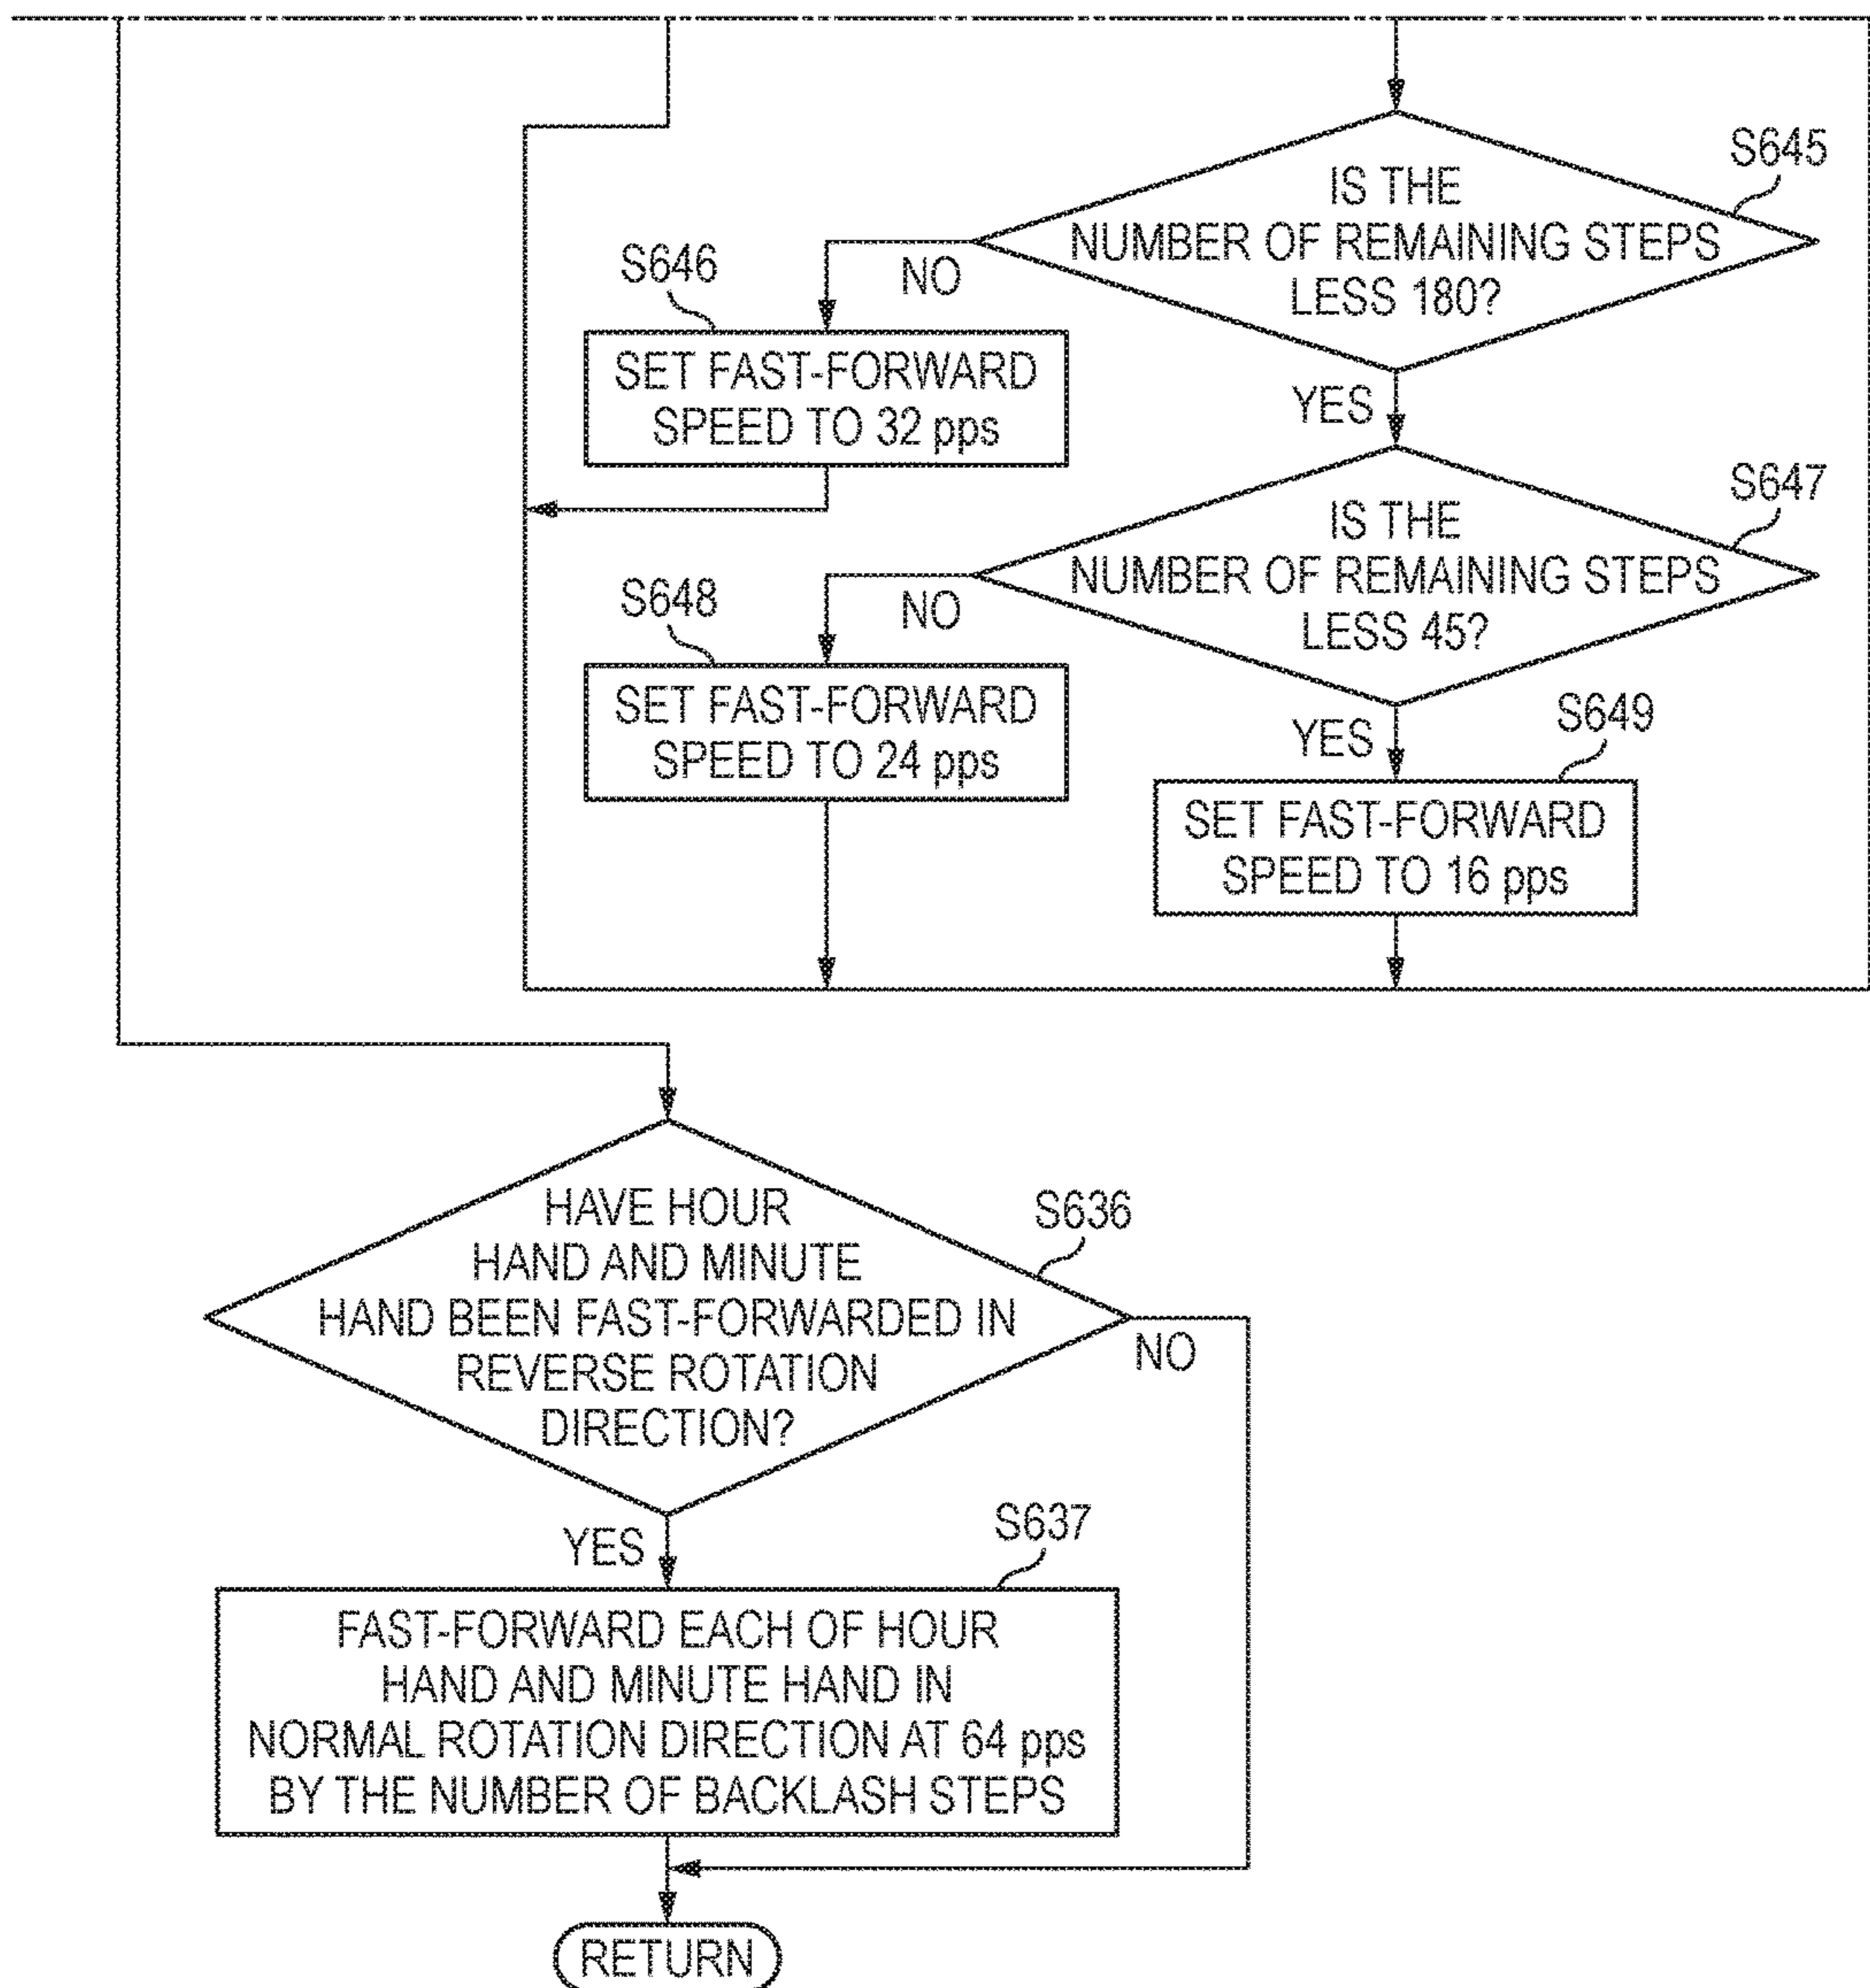 S645
IS THE
NUMBER OF REMAINING STEPS
LESS 180?
NO
S646
SET FAST-FORWARD
SPEED TO 32 pps
YES
S647
IS THE
NUMBER OF REMAINING STEPS
LESS 45?
NO
S648
SET FAST-FORWARD
SPEED TO 24 pps
YES
S649
SET FAST-FORWARD
SPEED TO 16 pps
S636
HAVE HOUR
HAND AND MINUTE
HAND BEEN FAST-FORWARDED IN
REVERSE ROTATION
DIRECTION?
NO
YES
S637
FAST-FORWARD EACH OF HOUR
HAND AND MINUTE HAND IN
NORMAL ROTATION DIRECTION AT 64 pps
BY THE NUMBER OF BACKLASH STEPS
RETURN